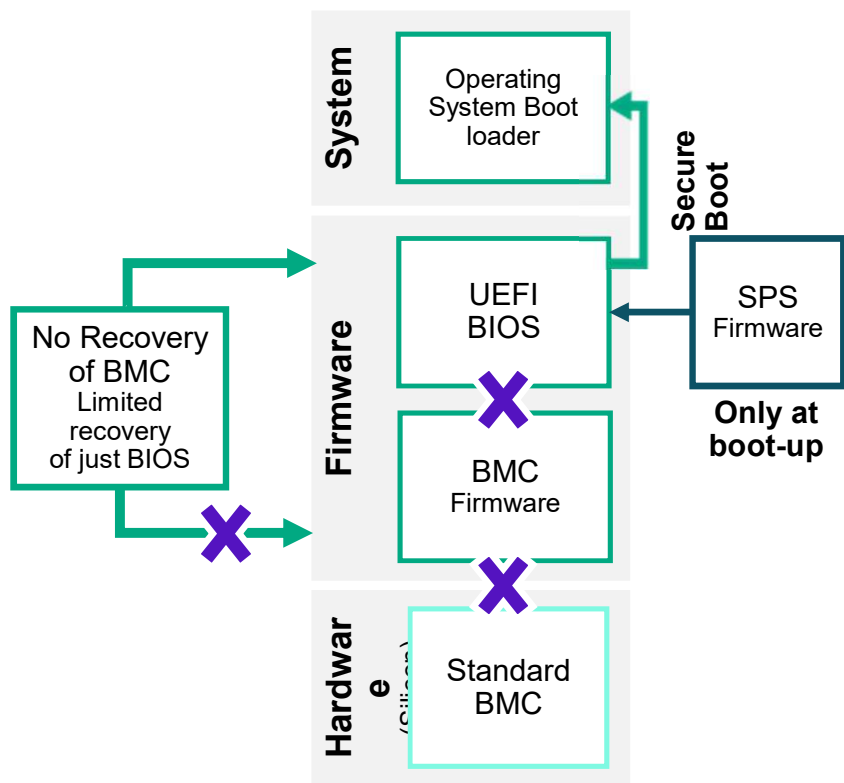 System
Operating
System Boot
loader
Secure
Boot
No Recovery
of BMC
Limited
recovery
of just BIOS
Firmware
UEFI
BIOS
SPS
Firmware
Only at
boot-up
BMC
Firmware
Hardwar
e
(Silicon)
Standard
BMC